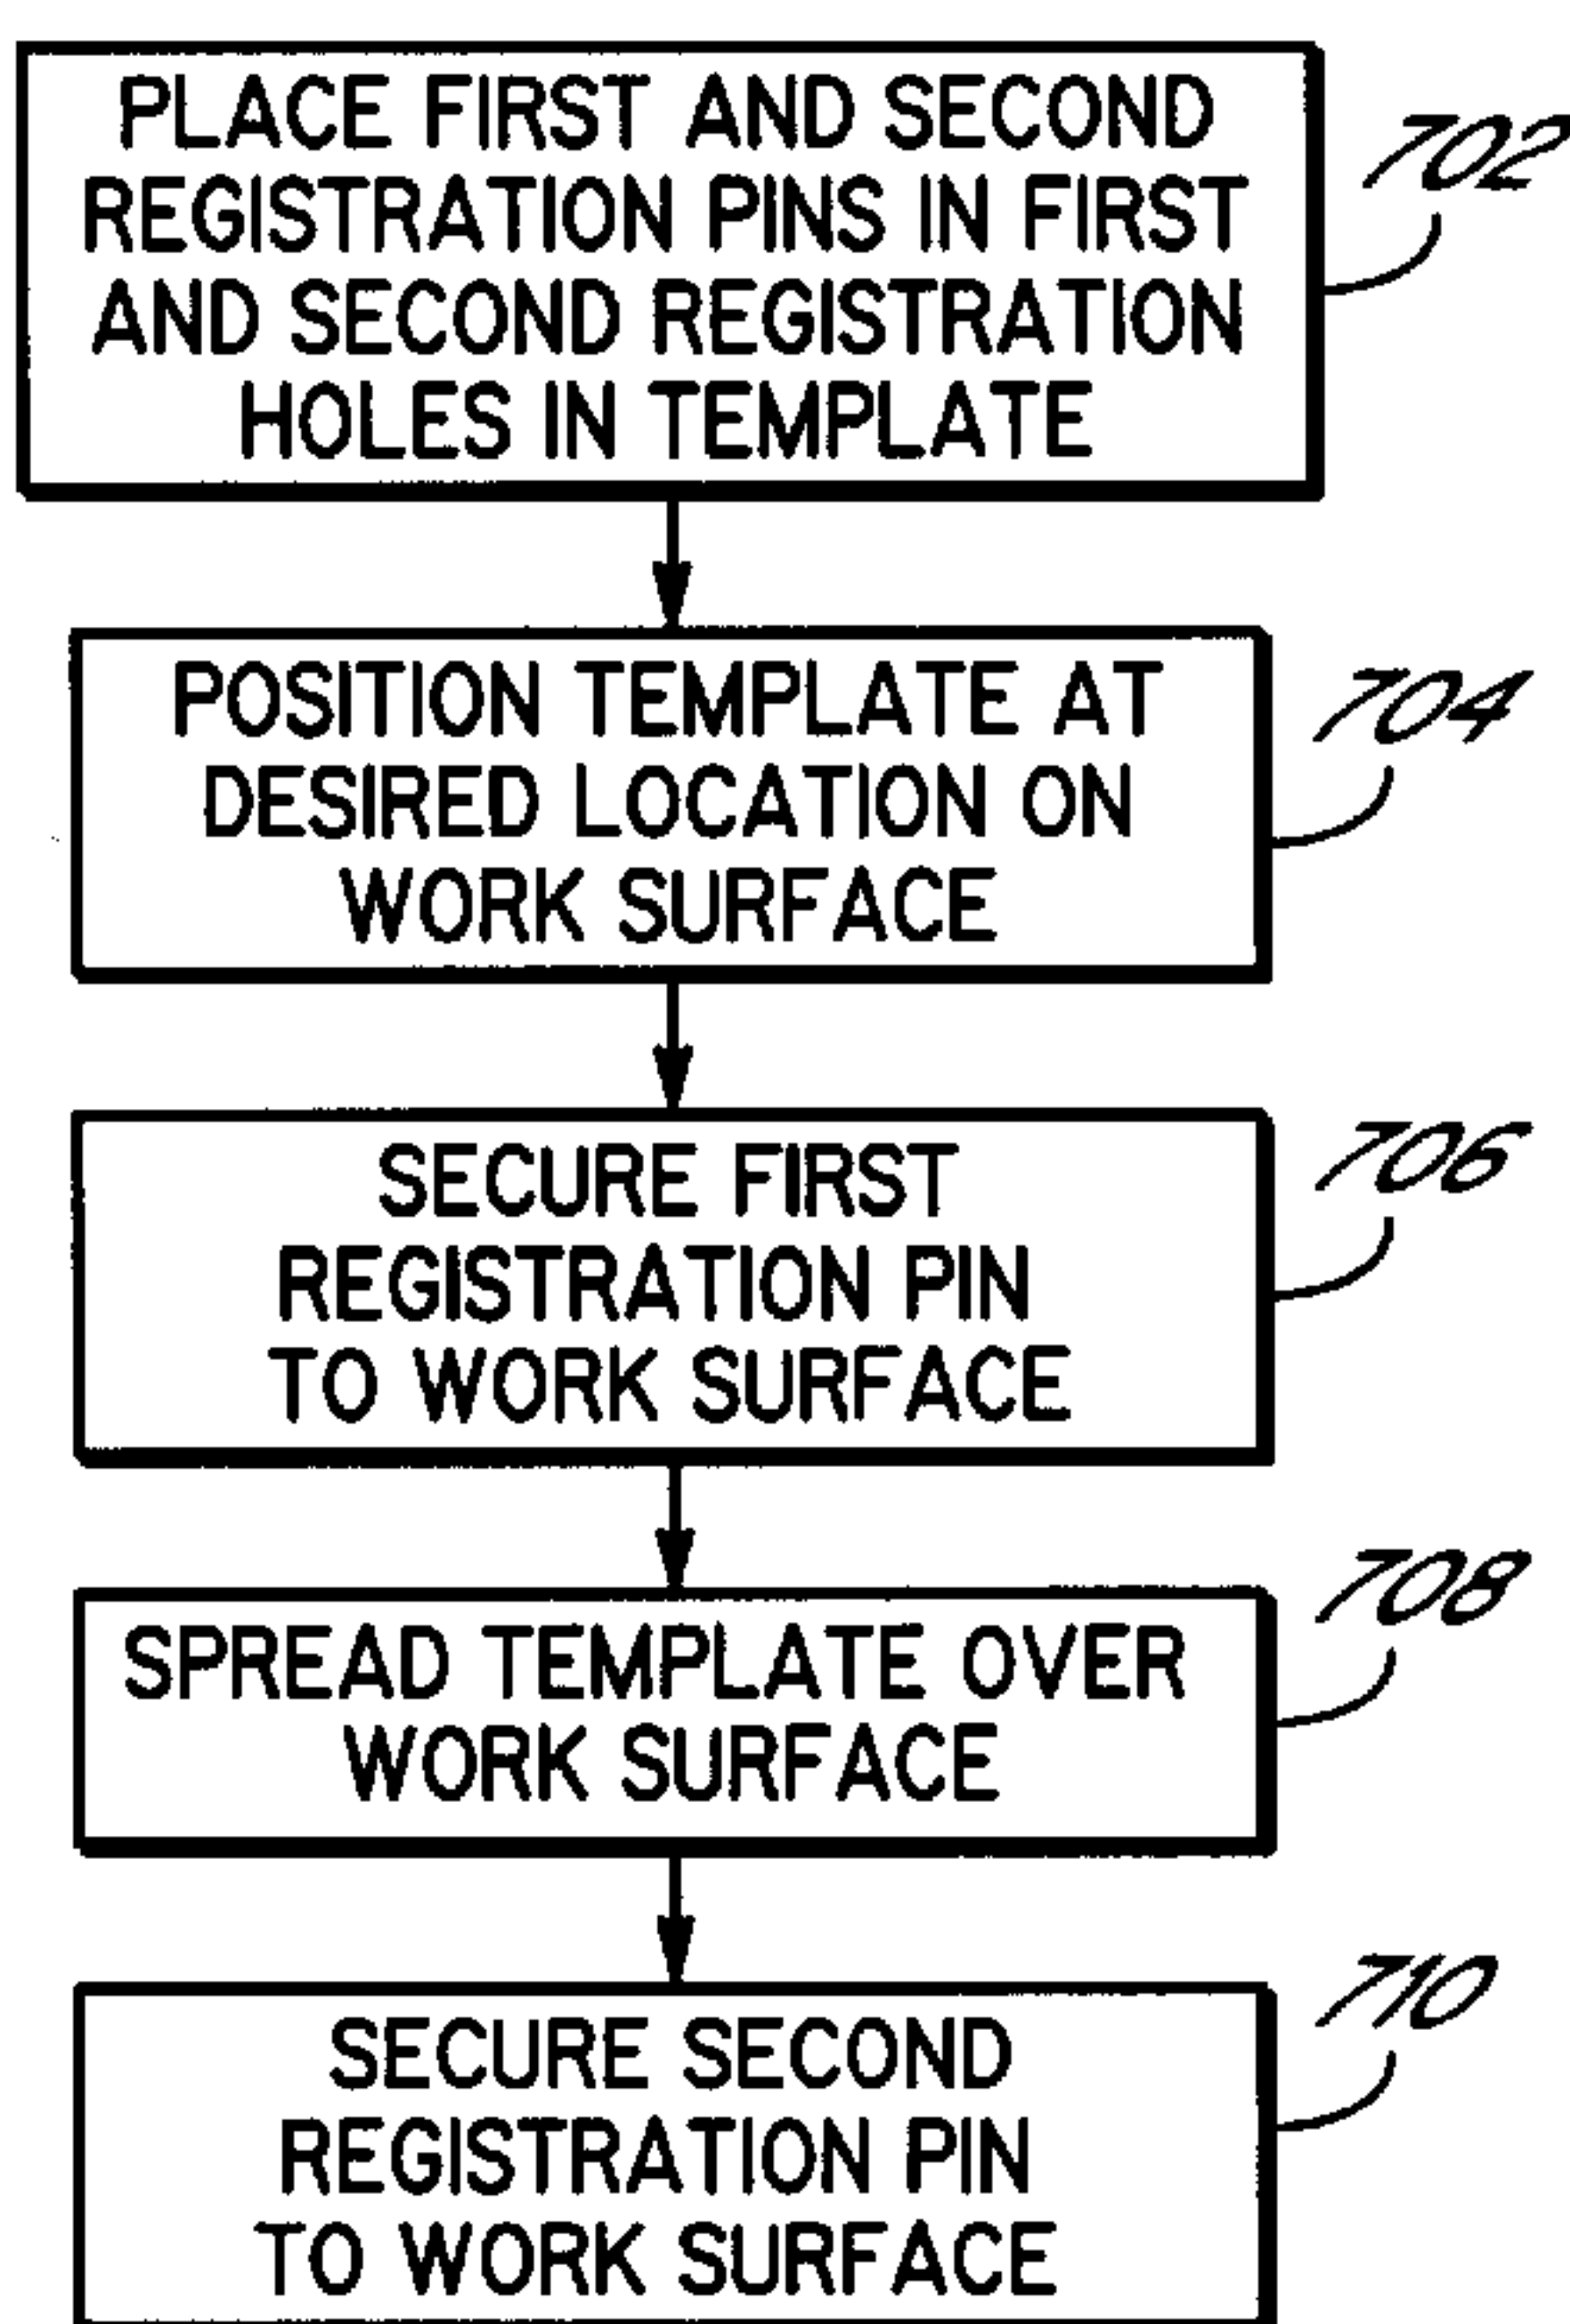 PLACE FIRST AND SECOND
REGISTRATION PINS IN FIRST
AND SECOND REGISTRATION
HOLES IN TEMPLATE
702
POSITION TEMPLATE AT
DESIRED LOCATION ON
WORK SURFACE
704
SECURE FIRST
REGISTRATION PIN
TO WORK SURFACE
706
SPREAD TEMPLATE OVER
WORK SURFACE
708
SECURE SECOND
REGISTRATION PIN
TO WORK SURFACE
710